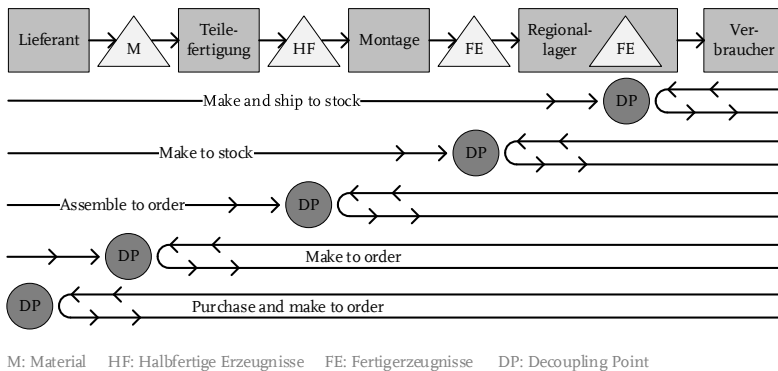 Lieferant
M
Teile-
fertigung
HF
Montage
FE
Regional-
lager
FE
Ver-
braucher
Make and ship to stock
DP
Make to stock
DP
Assemble to order
DP
DP
Make to order
DP
Purchase and make to order
M: Material HF: Halbfertige Erzeugnisse FE: Fertigerzeugnisse DP: Decoupling Point